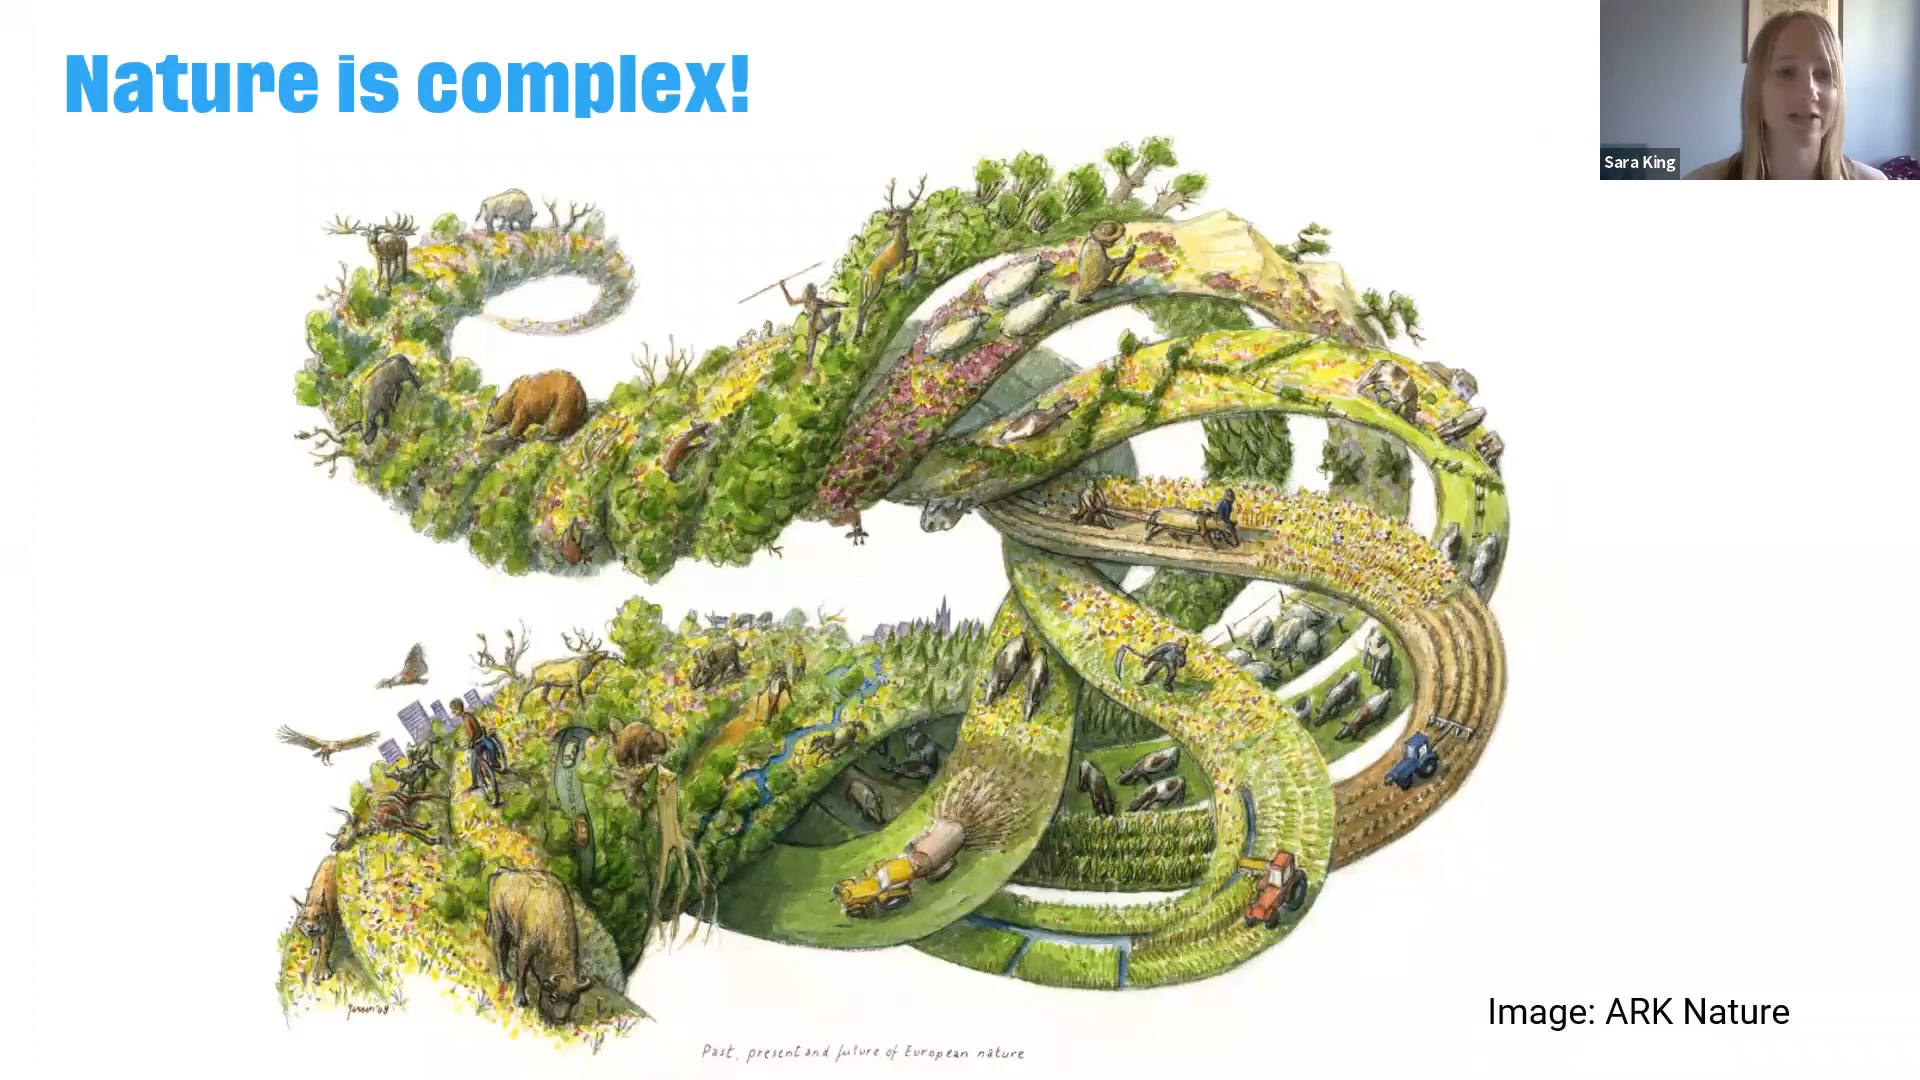 Nature is complex!
Sara King
Image: ARK Nature
Past, present and future of European nature